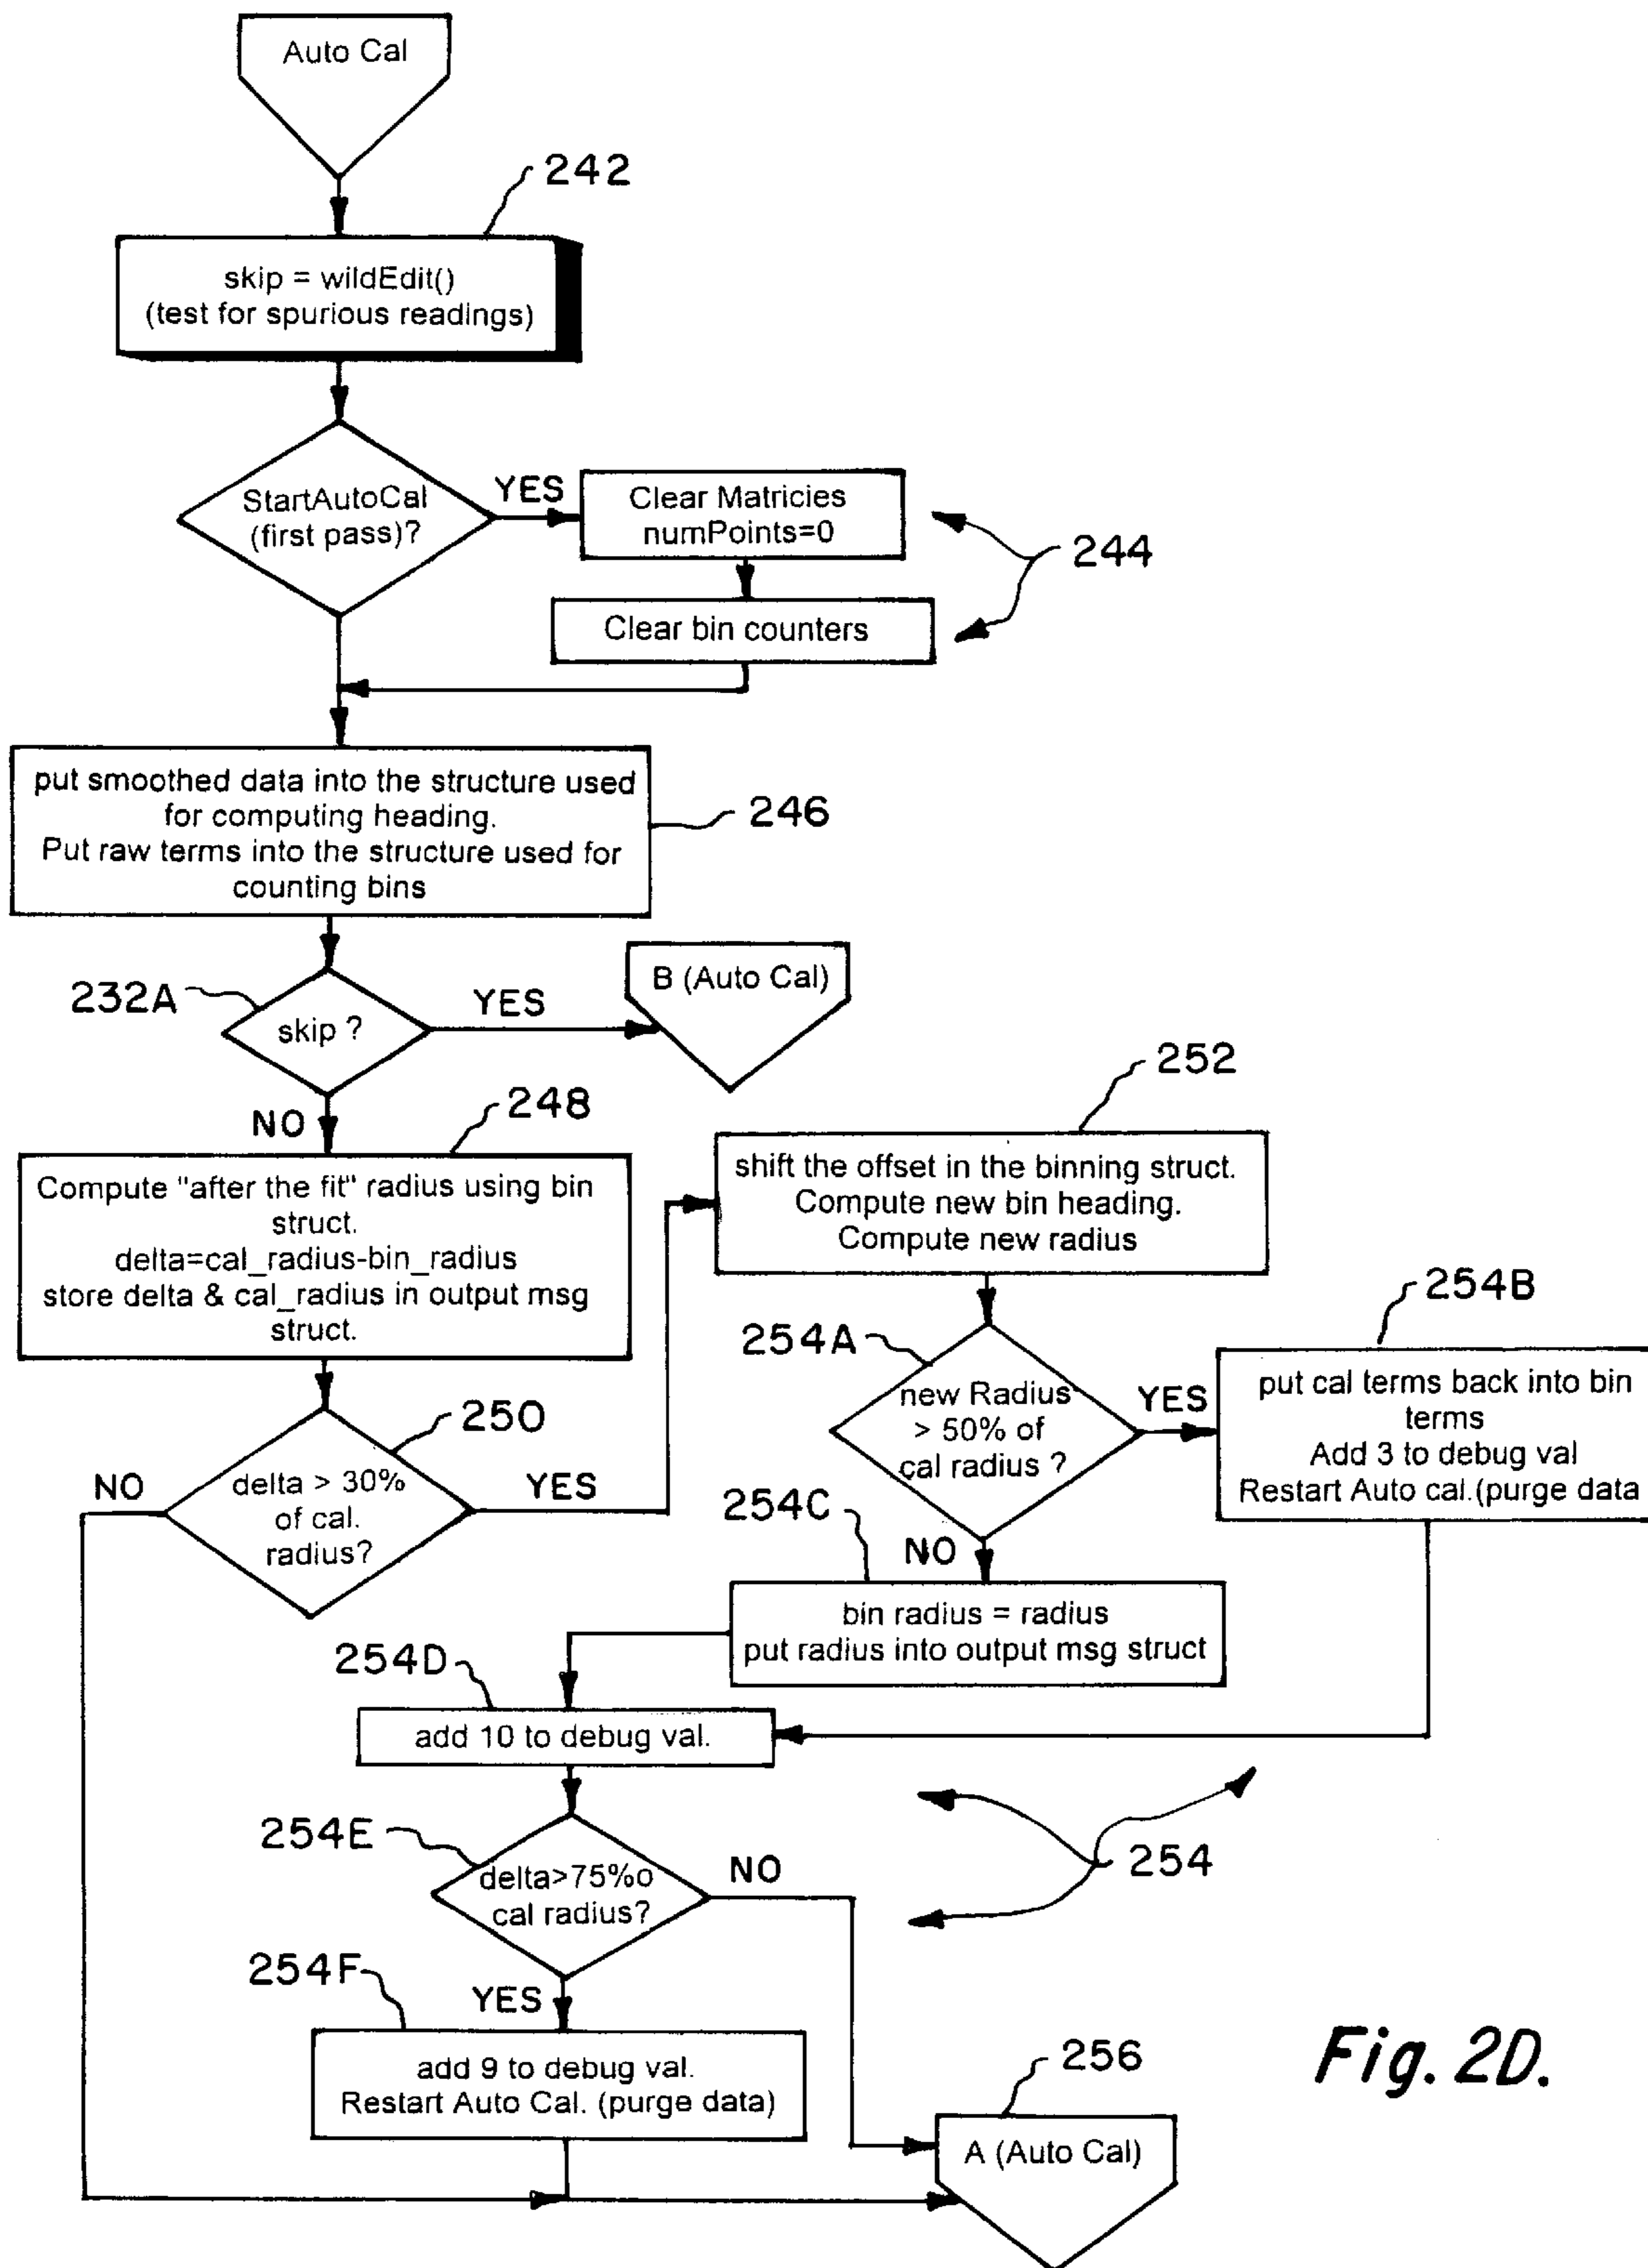 Auto Cal
242
skip = wildEdit()
(test for spurious readings)
StartAutoCal
(first pass)?
YES
Clear Matricies
numPoints=0
244
Clear bin counters
put smoothed data into the structure used
for computing heading.
Put raw terms into the structure used for
counting bins
246
232A
skip ?
YES
B (Auto Cal)
NO
248
252
Compute "after the fit" radius using bin
struct.
delta=cal_radius-bin_radius
store delta & cal_radius in output msg
struct.
shift the offset in the binning struct.
Compute new bin heading.
Compute new radius
254B
254A
new Radius
> 50% of
cal radius ?
YES
put cal terms back into bin
terms
Add 3 to debug val
Restart Auto cal.(purge data
250
NO
delta > 30%
of cal.
radius?
YES
254C
NO
bin radius = radius
put radius into output msg struct
254D
add 10 to debug val.
254E
delta>75%o
cal radius?
NO
254
254F
YES
add 9 to debug val.
Restart Auto Cal. (purge data)
256
A (Auto Cal)
Fig. 2D.